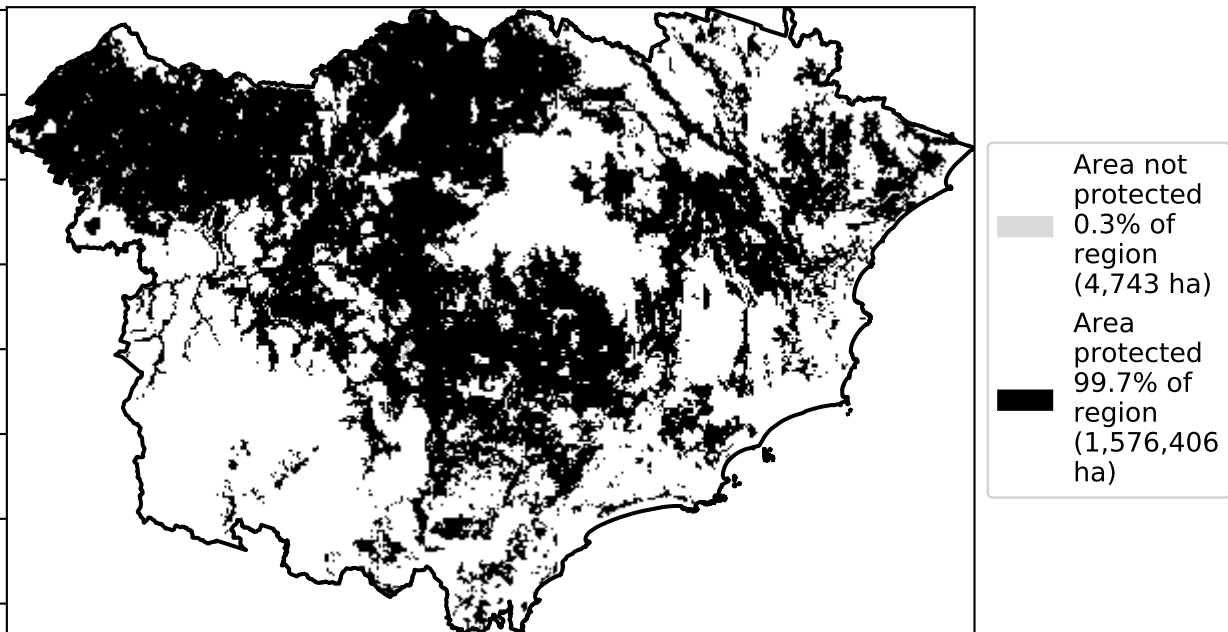 Area not
protected
0.3% of
region
(4,743 ha)
Area
protected
99.7% of
region
(1,576,406
ha)